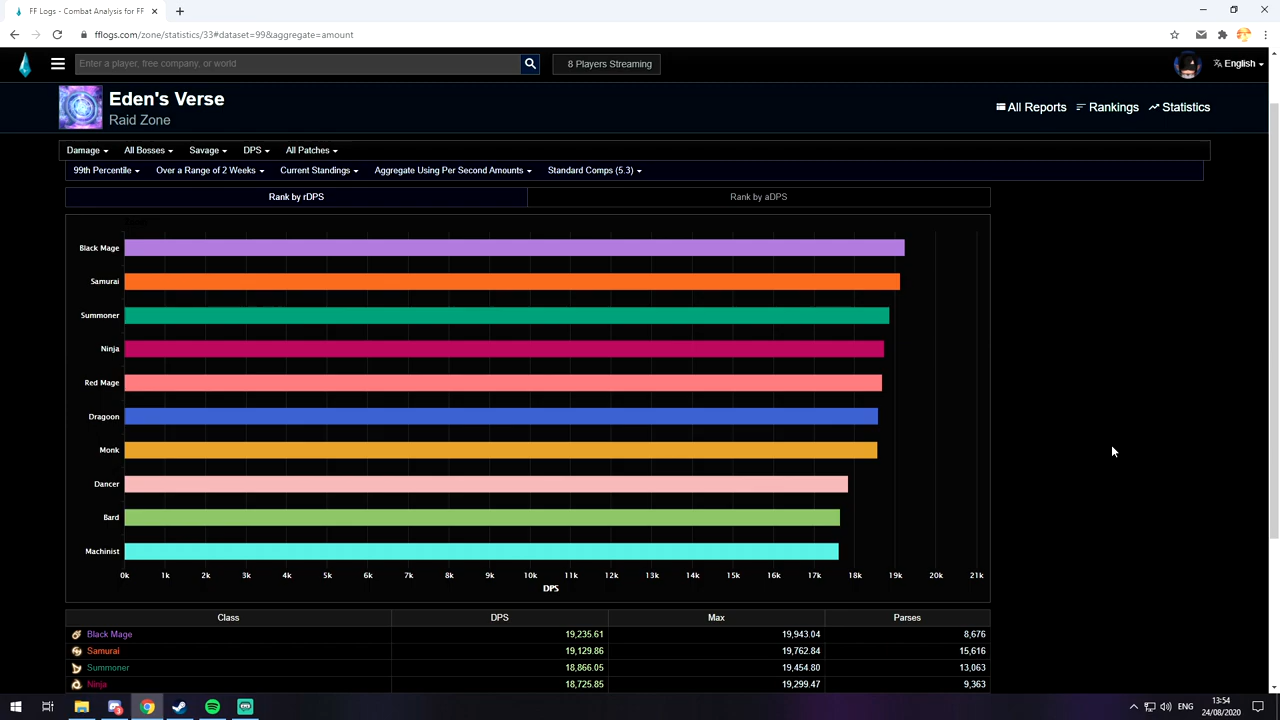 FF Logs - Combat Analysis for FF
fflogs.com/zone/statistics/33#dataset=99&aggregate=amount
Enter a player, free company, or world
8 Players Streaming
English
Eden's Verse
Raid Zone
All Reports Rankings Statistics
Damage All Bosses Savage DPS All Patches
99th Percentile Over a Range of 2 Weeks Current Standings Aggregate Using Per Second Amounts Standard Comps (5.3)
Rank by rDPS Rank by aDPS
Black Mage
Samurai
Summoner
Ninja
Red Mage
Dragoon
Monk
Dancer
Bard
Machinist
0k 1k 2k 3k 4k 5k 6k 7k 8k 9k 10k 11k 12k 13k 14k 15k 16k 17k 18k 19k 20k 21k
DPS
Class DPS Max Parses
Black Mage 19,235.61 19,943.04 8,676
Samurai 19,129.86 19,762.84 15,616
Summoner 18,866.05 19,454.80 13,063
Ninja 18,725.85 19,299.47 9,363
ENG
13:54
24/08/2020